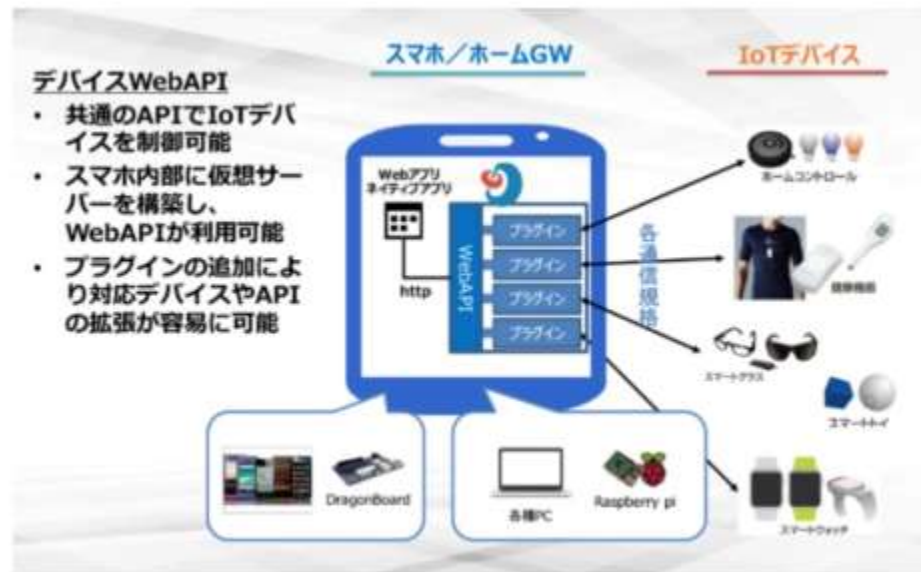 スマホ／ホームGW
IoTデバイス
デバイスWebAPI
• 共通のAPIでIoTデバ
イスを制御可能
• スマホ内部に仮想サー
バーを構築し、
WebAPIが利用可能
• プラグインの追加によ
り対応デバイスやAPI
の拡張が容易に可能
Webアプリ
ネイティブアプリ
http
WebAPI
プラグイン
プラグイン
プラグイン
プラグイン
各通信規格
ホームコントロール
健康機器
スマートグラス
スマートトイ
スマートウォッチ
DragonBoard
各種PC
Raspberry pi